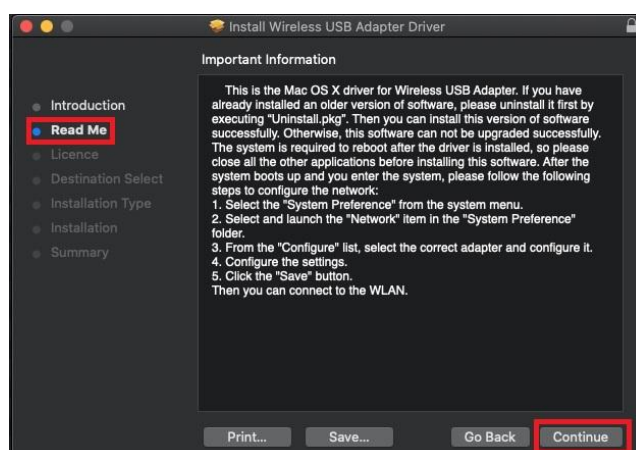 Install Wireless USB Adapter Driver
Important Information
Introduction
Read Me
Licence
Destination Select
Installation Type
Installation
Summary
This is the Mac OS X driver for Wireless USB Adapter. If you have
already installed an older version of software, please uninstall it first by
executing "Uninstall.pkg". Then you can install this version of software
successfully. Otherwise, this software can not be upgraded successfully.
The system is required to reboot after the driver is installed, so please
close all the other applications before installing this software. After the
system boots up and you enter the system, please follow the following
steps to configure the network:
1. Select the "System Preference" from the system menu.
2. Select and launch the "Network" item in the "System Preference"
folder.
3. From the "Configure" list, select the correct adapter and configure it.
4. Configure the settings.
5. Click the "Save" button.
Then you can connect to the WLAN.
Print...
Save...
Go Back
Continue